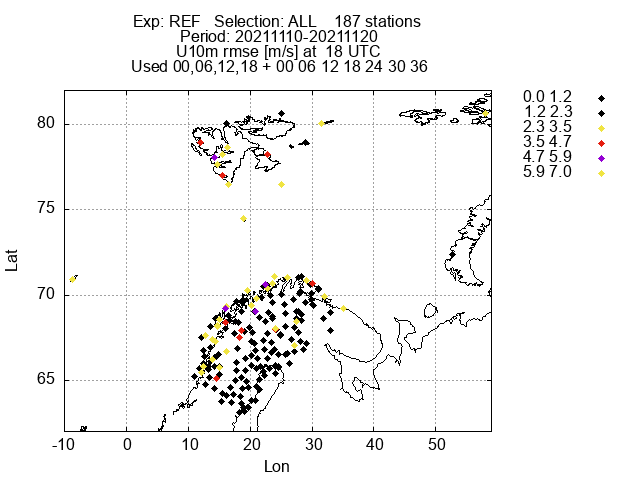 Exp: REF Selection: ALL 187 stations
Period: 20211110-20211120
U10m rmse [m/s] at 18 UTC
Used 00,06,12,18 + 00 06 12 18 24 30 36
0.0 1.2
1.2 2.3
2.3 3.5
3.5 4.7
4.7 5.9
5.9 7.0
80
75
70
65
Lat
-10 0 10 20 30 40 50
Lon